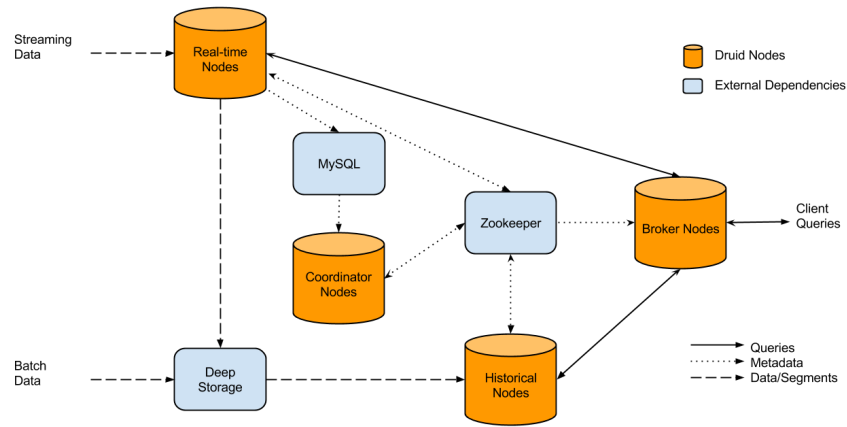 Streaming
Data
Real-time
Nodes
Druid Nodes
External Dependencies
MySQL
Zookeeper
Broker Nodes
Client
Queries
Coordinator
Nodes
Batch
Data
Deep
Storage
Historical
Nodes
Queries
Metadata
Data/Segments